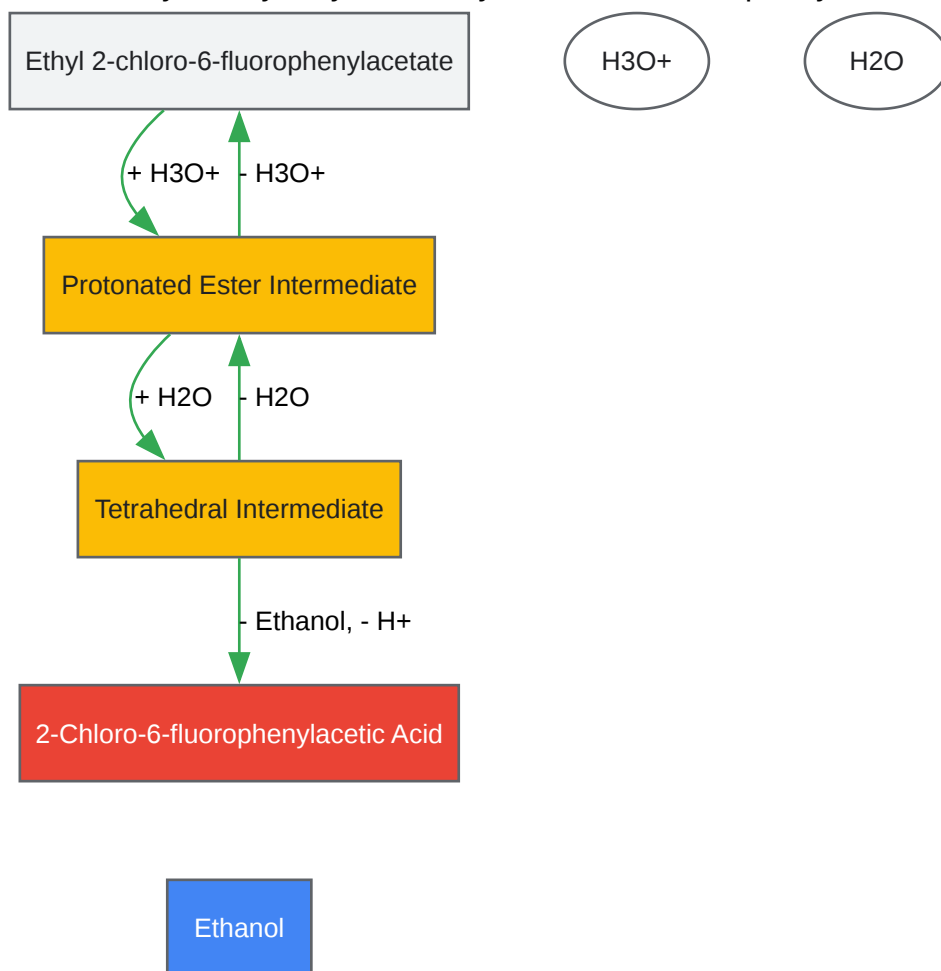 Ethyl 2-chloro-6-fluorophenylacetate
H3O+
H2O
+ H3O+
- H3O+
Protonated Ester Intermediate
+ H2O
- H2O
Tetrahedral Intermediate
- Ethanol, - H+
2-Chloro-6-fluorophenylacetic Acid
Ethanol